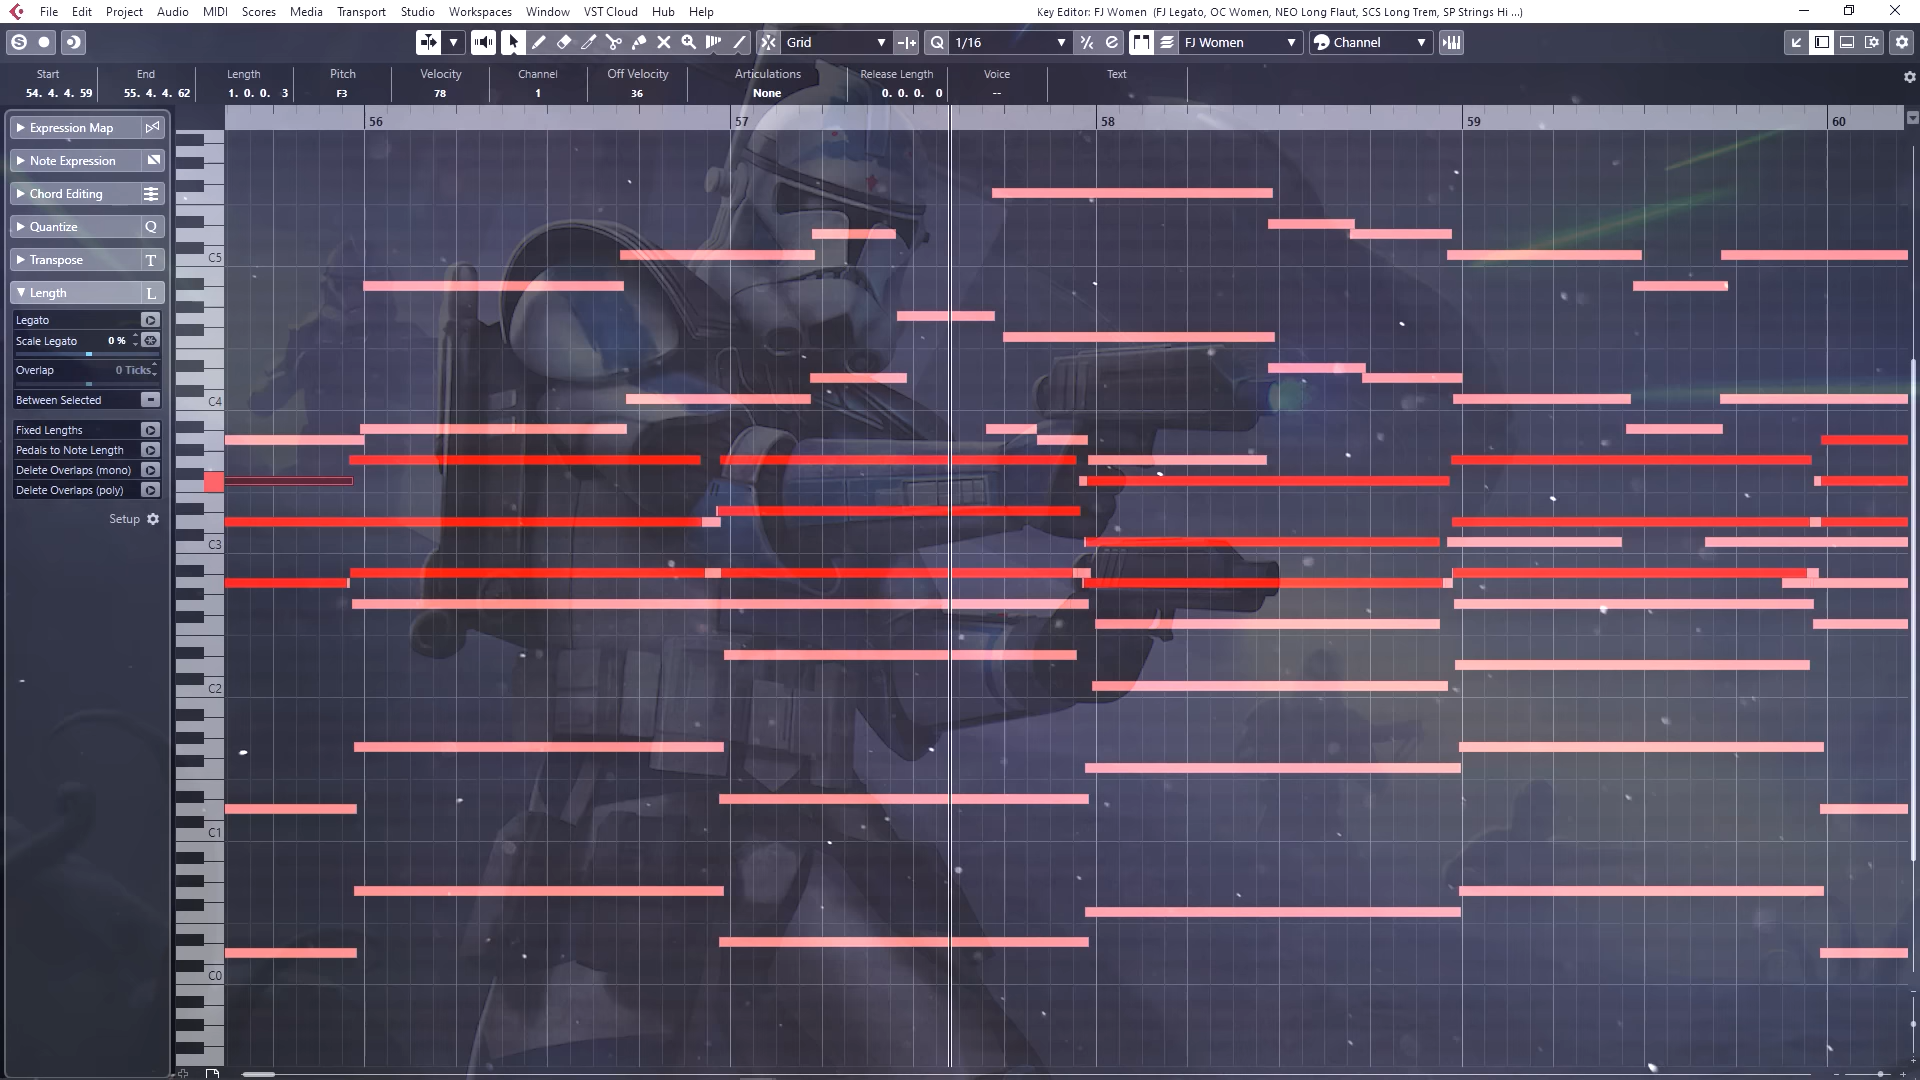 File Edit Project Audio MIDI Scores Media Transport Studio Workspaces Window VST Cloud Hub Help
Key Editor: FJ Women (FJ Legato, OC Women, NEO Long Flaut, SCS Long Trem, SP Strings Hi ...)
Grid Q 1/16 FJ Women Channel
Start End Length Pitch Velocity Channel Off Velocity Articulations Release Length Voice Text
54. 4. 4. 59 55. 4. 4. 62 1. 0. 0. 3 F3 78 1 36 None 0. 0. 0. 0 --
56 57 58 59 60
Expression Map
Note Expression
Chord Editing
Quantize Q
Transpose T
Length L
Legato
Scale Legato 0 %
Overlap 0 Ticks
Between Selected
Fixed Lengths
Pedals to Note Length
Delete Overlaps (mono)
Delete Overlaps (poly)
Setup
C5
C4
C3
C2
C1
C0